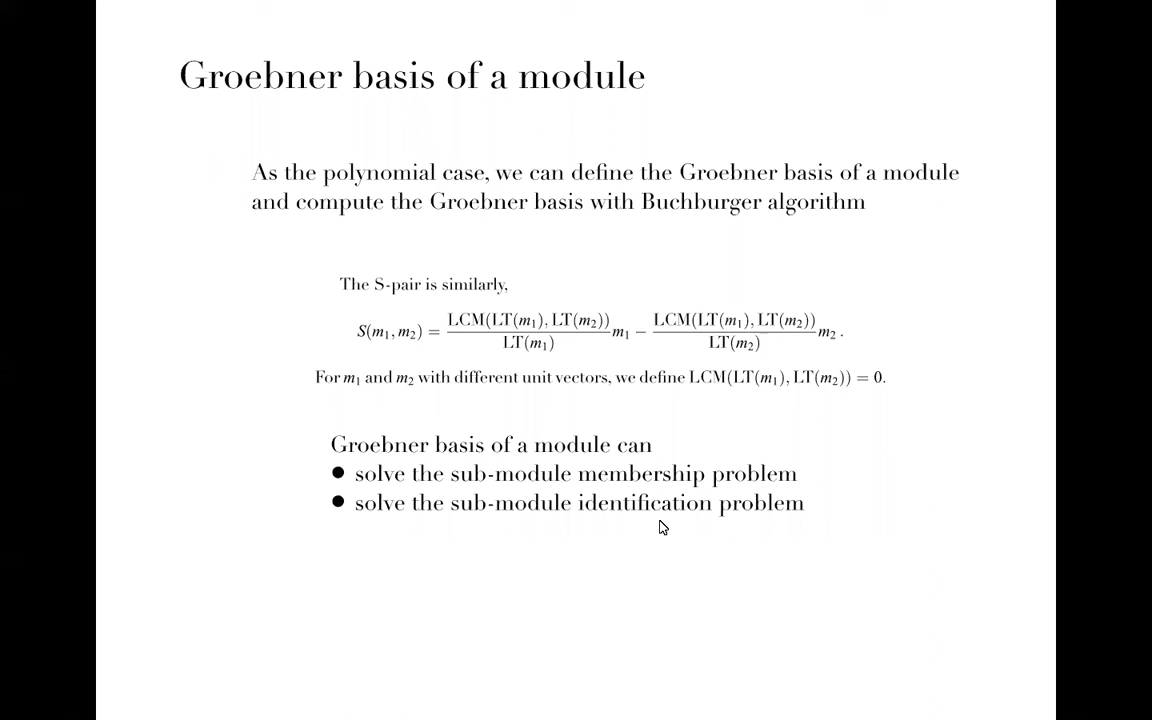 Groebner basis of a module
As the polynomial case, we can define the Groebner basis of a module
and compute the Groebner basis with Buchburger algorithm
The S-pair is similarly,
S(m₁, m₂) = LCM(LT(m₁), LT(m₂))/LT(m₁) m₁ − LCM(LT(m₁), LT(m₂))/LT(m₂) m₂ .
For m₁ and m₂ with different unit vectors, we define LCM(LT(m₁), LT(m₂)) = 0.
Groebner basis of a module can
● solve the sub-module membership problem
● solve the sub-module identification problem